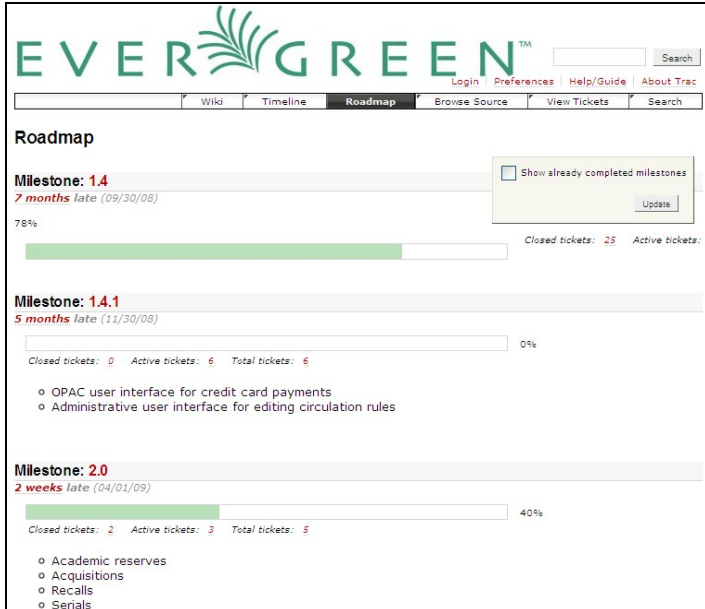 EVERGREEN™
Search
Login Preferences Help/Guide About Trac
Wiki Timeline Roadmap Browse Source View Tickets Search
Roadmap
Show already completed milestones
Update
Milestone: 1.4
7 months late (09/30/08)
78%
Closed tickets: 25 Active tickets:
Milestone: 1.4.1
5 months late (11/30/08)
0%
Closed tickets: 0 Active tickets: 6 Total tickets: 6
OPAC user interface for credit card payments
Administrative user interface for editing circulation rules
Milestone: 2.0
2 weeks late (04/01/09)
40%
Closed tickets: 2 Active tickets: 3 Total tickets: 5
Academic reserves
Acquisitions
Recalls
Serials